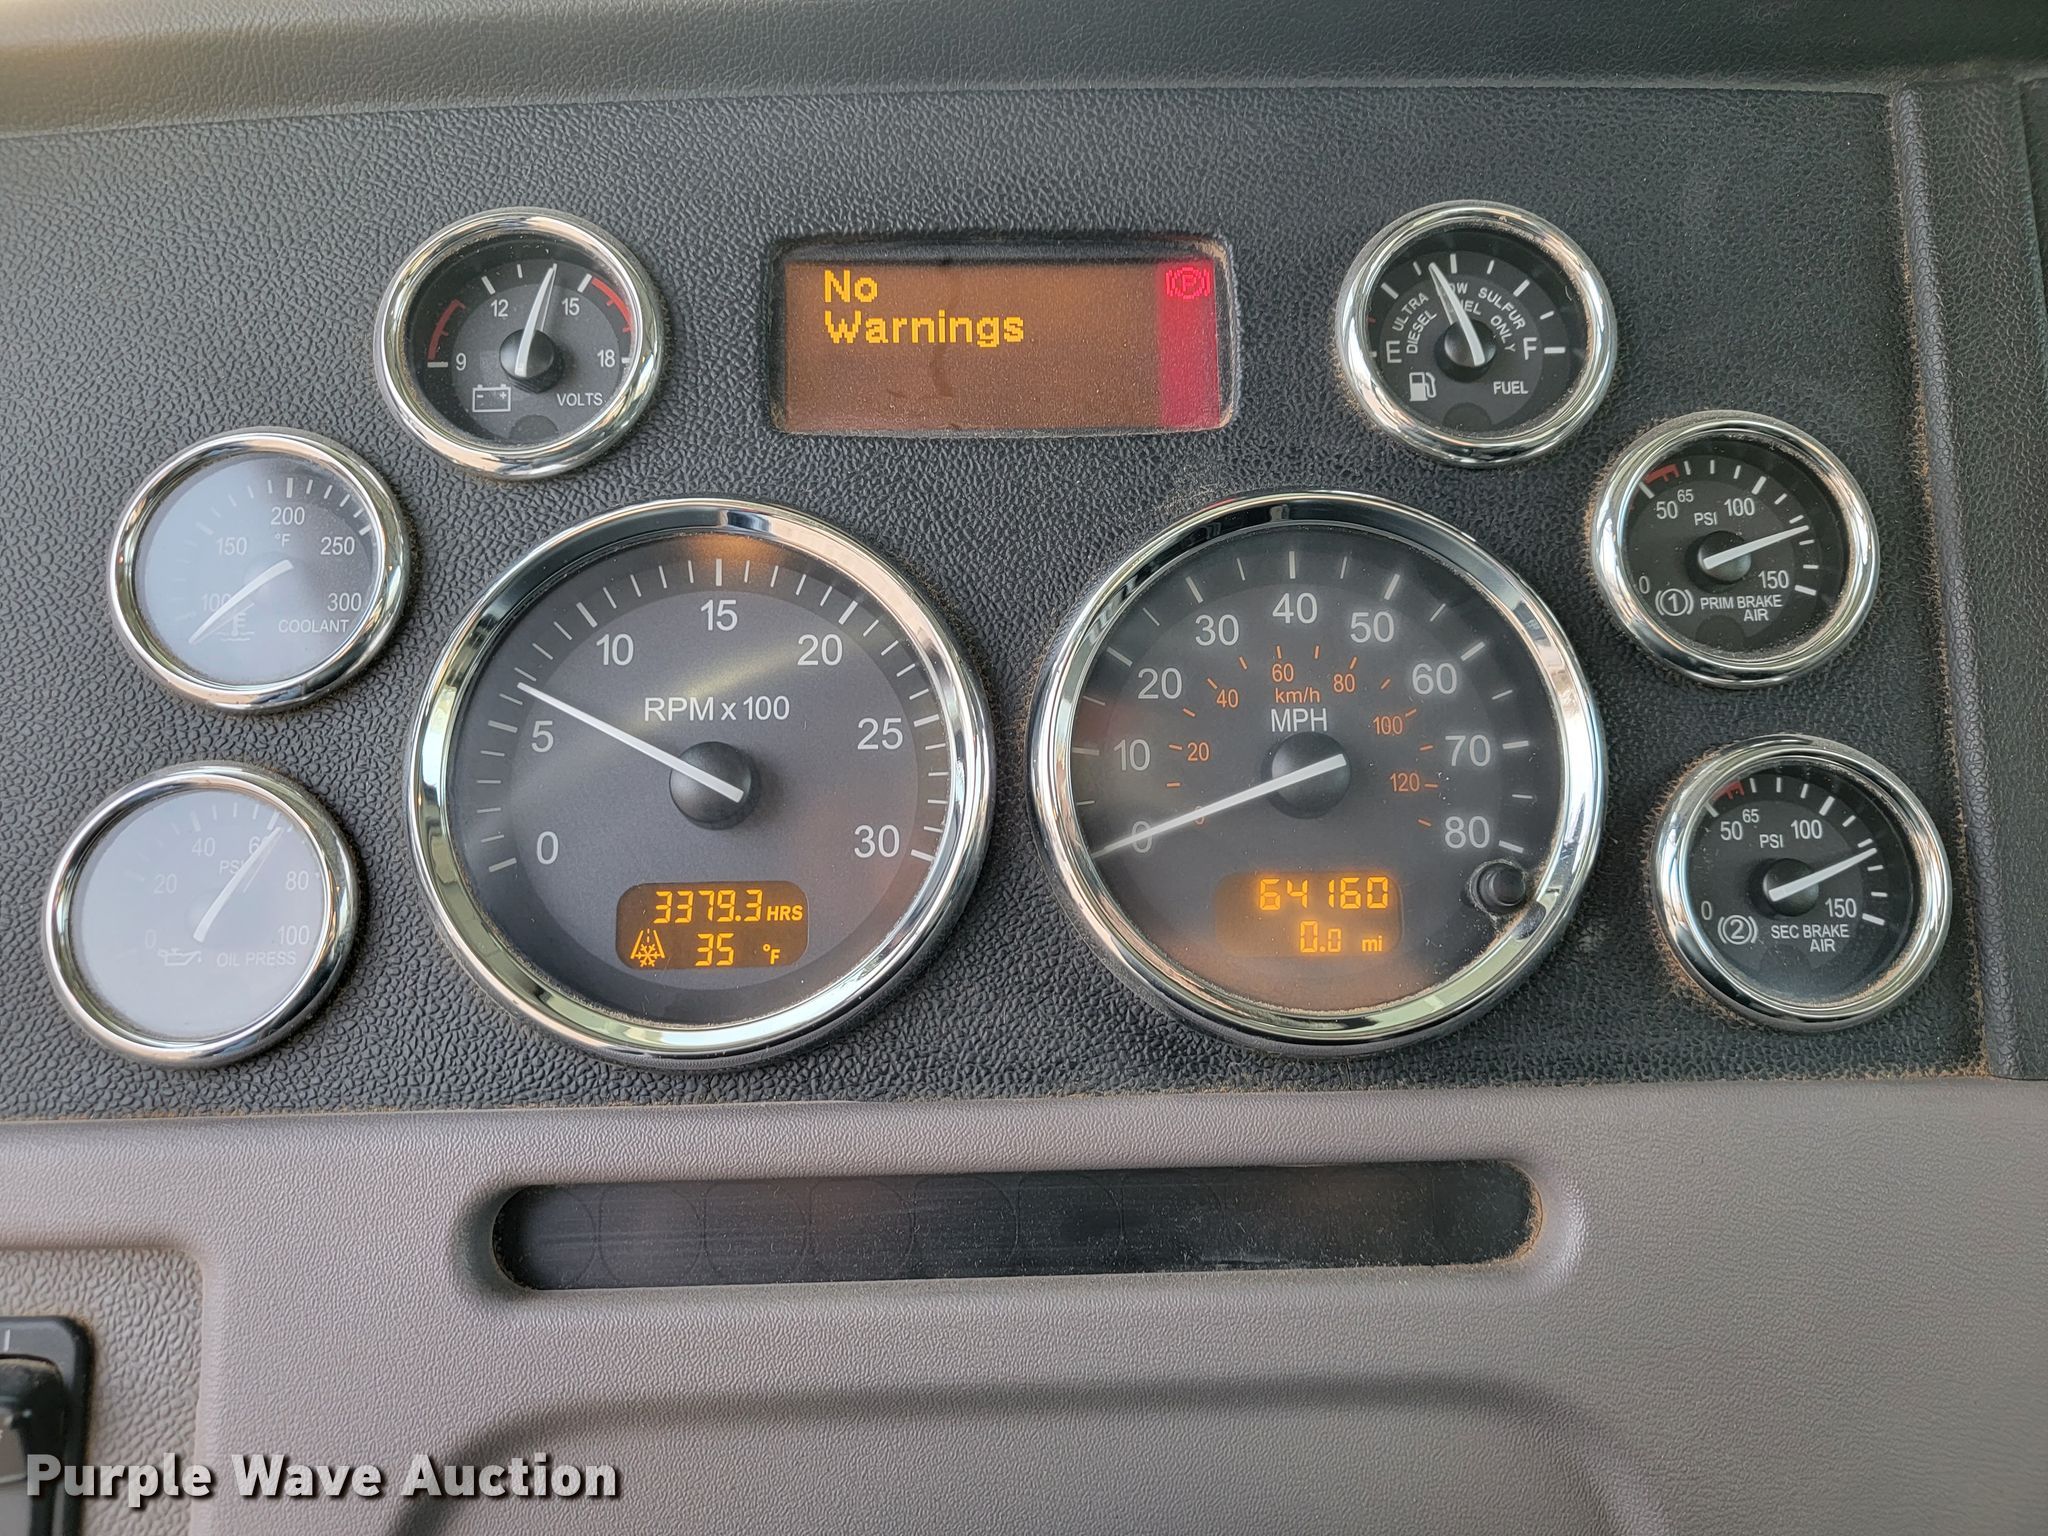 No
Warnings
(P)
12
15
9
18
VOLTS
ULTRA LOW SULFUR
DIESEL FUEL ONLY
E
F
FUEL
200
°F
150
250
100
300
COOLANT
50
65
100
PSI
0
150
(1) PRIM BRAKE
AIR
15
10
20
RPM x 100
5
25
0
30
3379.3 HRS
35 °F
40
30
50
20
60
60
80
40
km/h
MPH
100
10
20
70
120
0
0
80
64160
0.0 mi
40
60
PSI
20
80
0
100
OIL PRESS
50
65
100
PSI
0
150
(2) SEC BRAKE
AIR
Purple Wave Auction